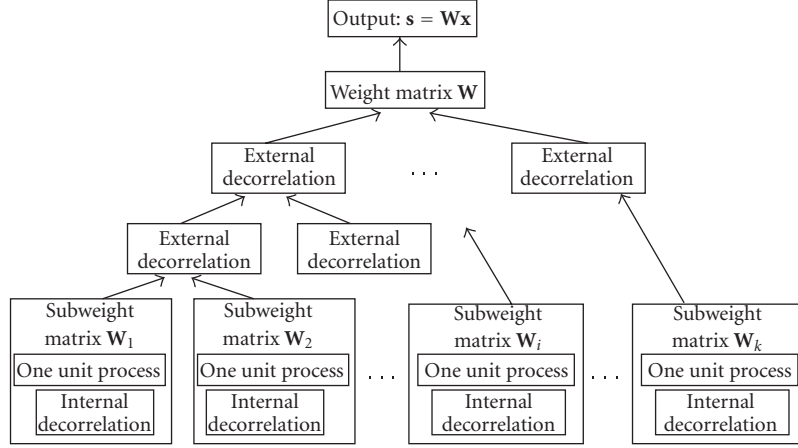 Output: s = Wx
Weight matrix W
External
decorrelation
. . .
External
decorrelation
External
decorrelation
External
decorrelation
Subweight
matrix W₁
One unit process
Internal
decorrelation
Subweight
matrix W₂
One unit process
Internal
decorrelation
. . .
Subweight
matrix Wᵢ
One unit process
Internal
decorrelation
. . .
Subweight
matrix Wₖ
One unit process
Internal
decorrelation